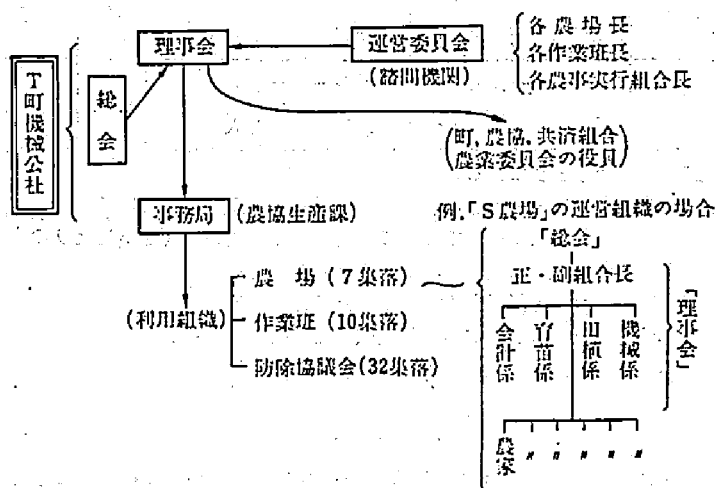 T町機械公社
総会
理事会
運営委員会
(諮問機関)
各農場長
各作業班長
各農事実行組合長
(町,農協,共済組合
農業委員会の役員)
事務局
(農協生産課)
(利用組織)
農 場 (7集落)
作業班 (10集落)
防除協議会(32集落)
例,「S農場」の運営組織の場合
「総会」
正・副組合長
会計係
育苗係
田植係
機械係
「理事会」
農家
〃
〃
〃
〃
〃